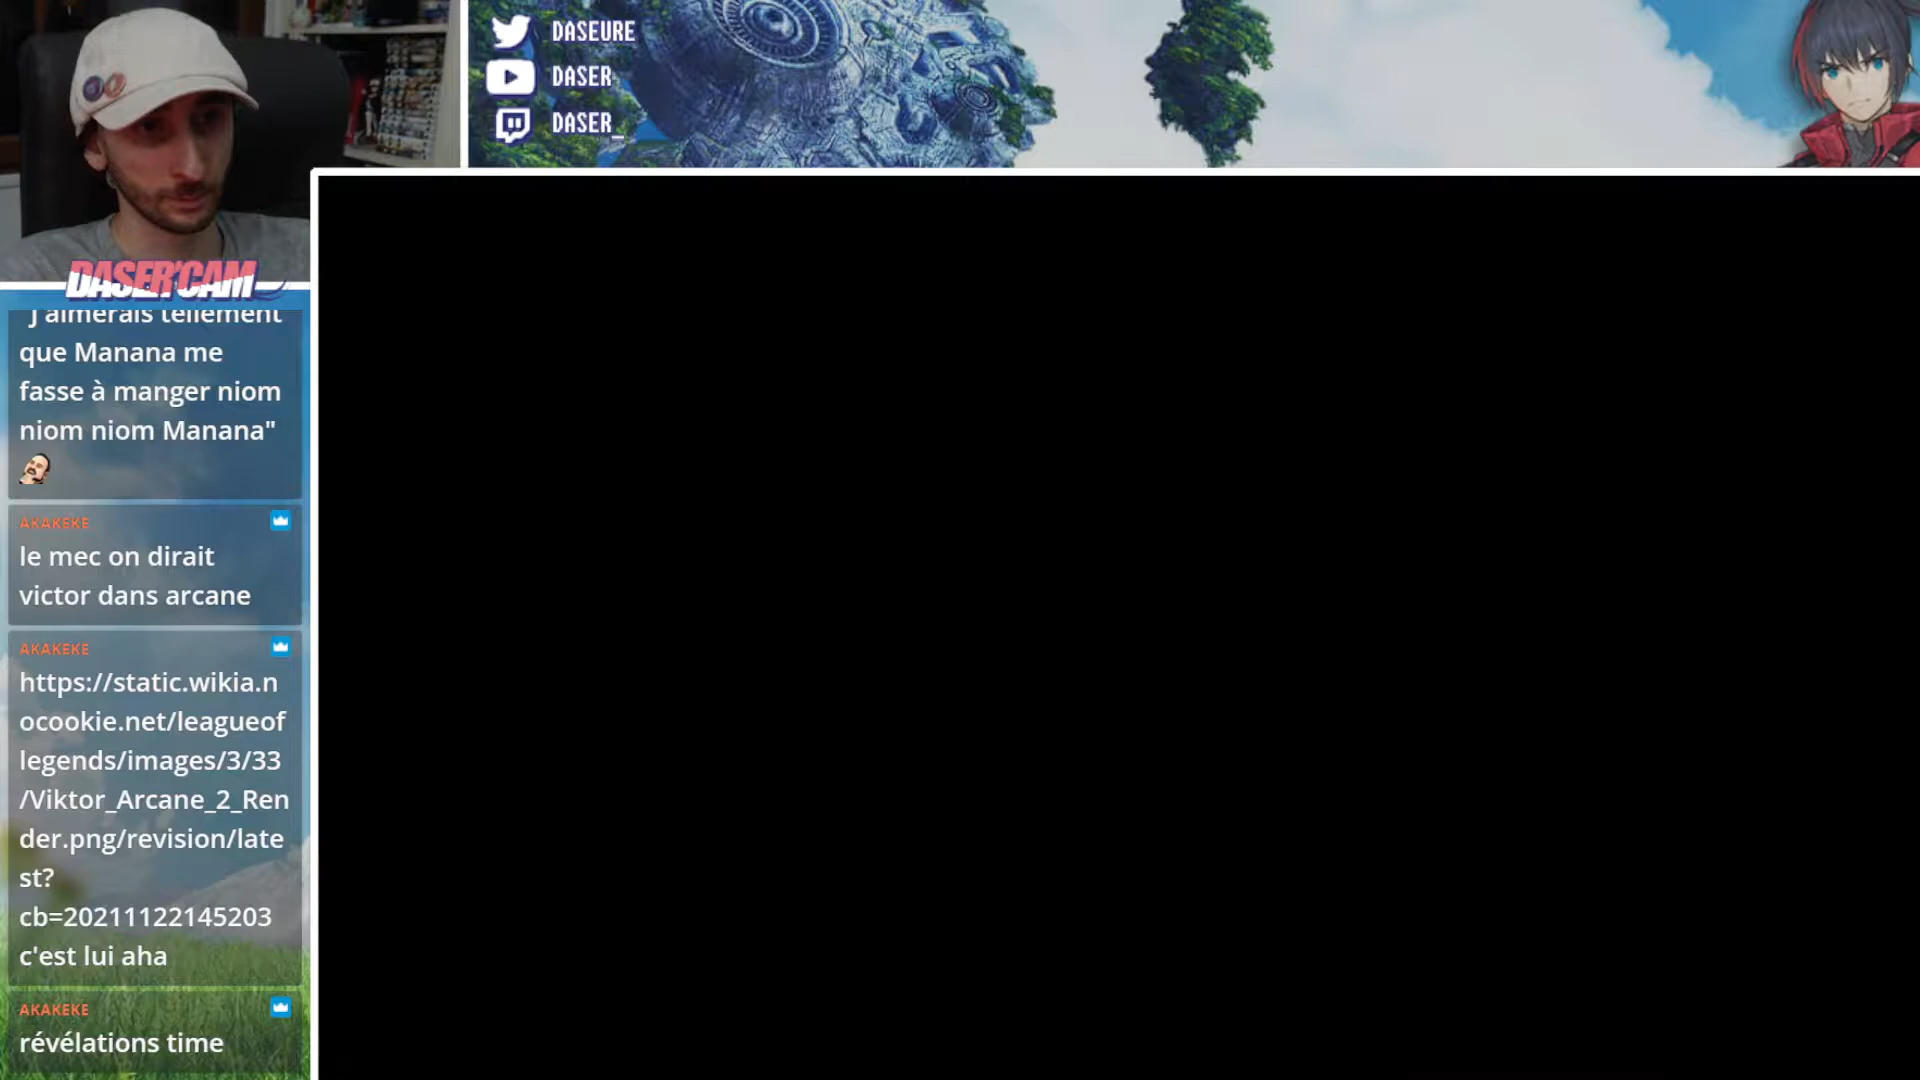 DASEURE
DASER
DASER_
DASER'CAM
"J'aimerais tellement
que Manana me
fasse à manger niom
niom niom Manana"
AKAKEKE
le mec on dirait
victor dans arcane
AKAKEKE
https://static.wikia.n
ocookie.net/leagueof
legends/images/3/33
/Viktor_Arcane_2_Ren
der.png/revision/late
st?
cb=20211122145203
c'est lui aha
AKAKEKE
révélations time